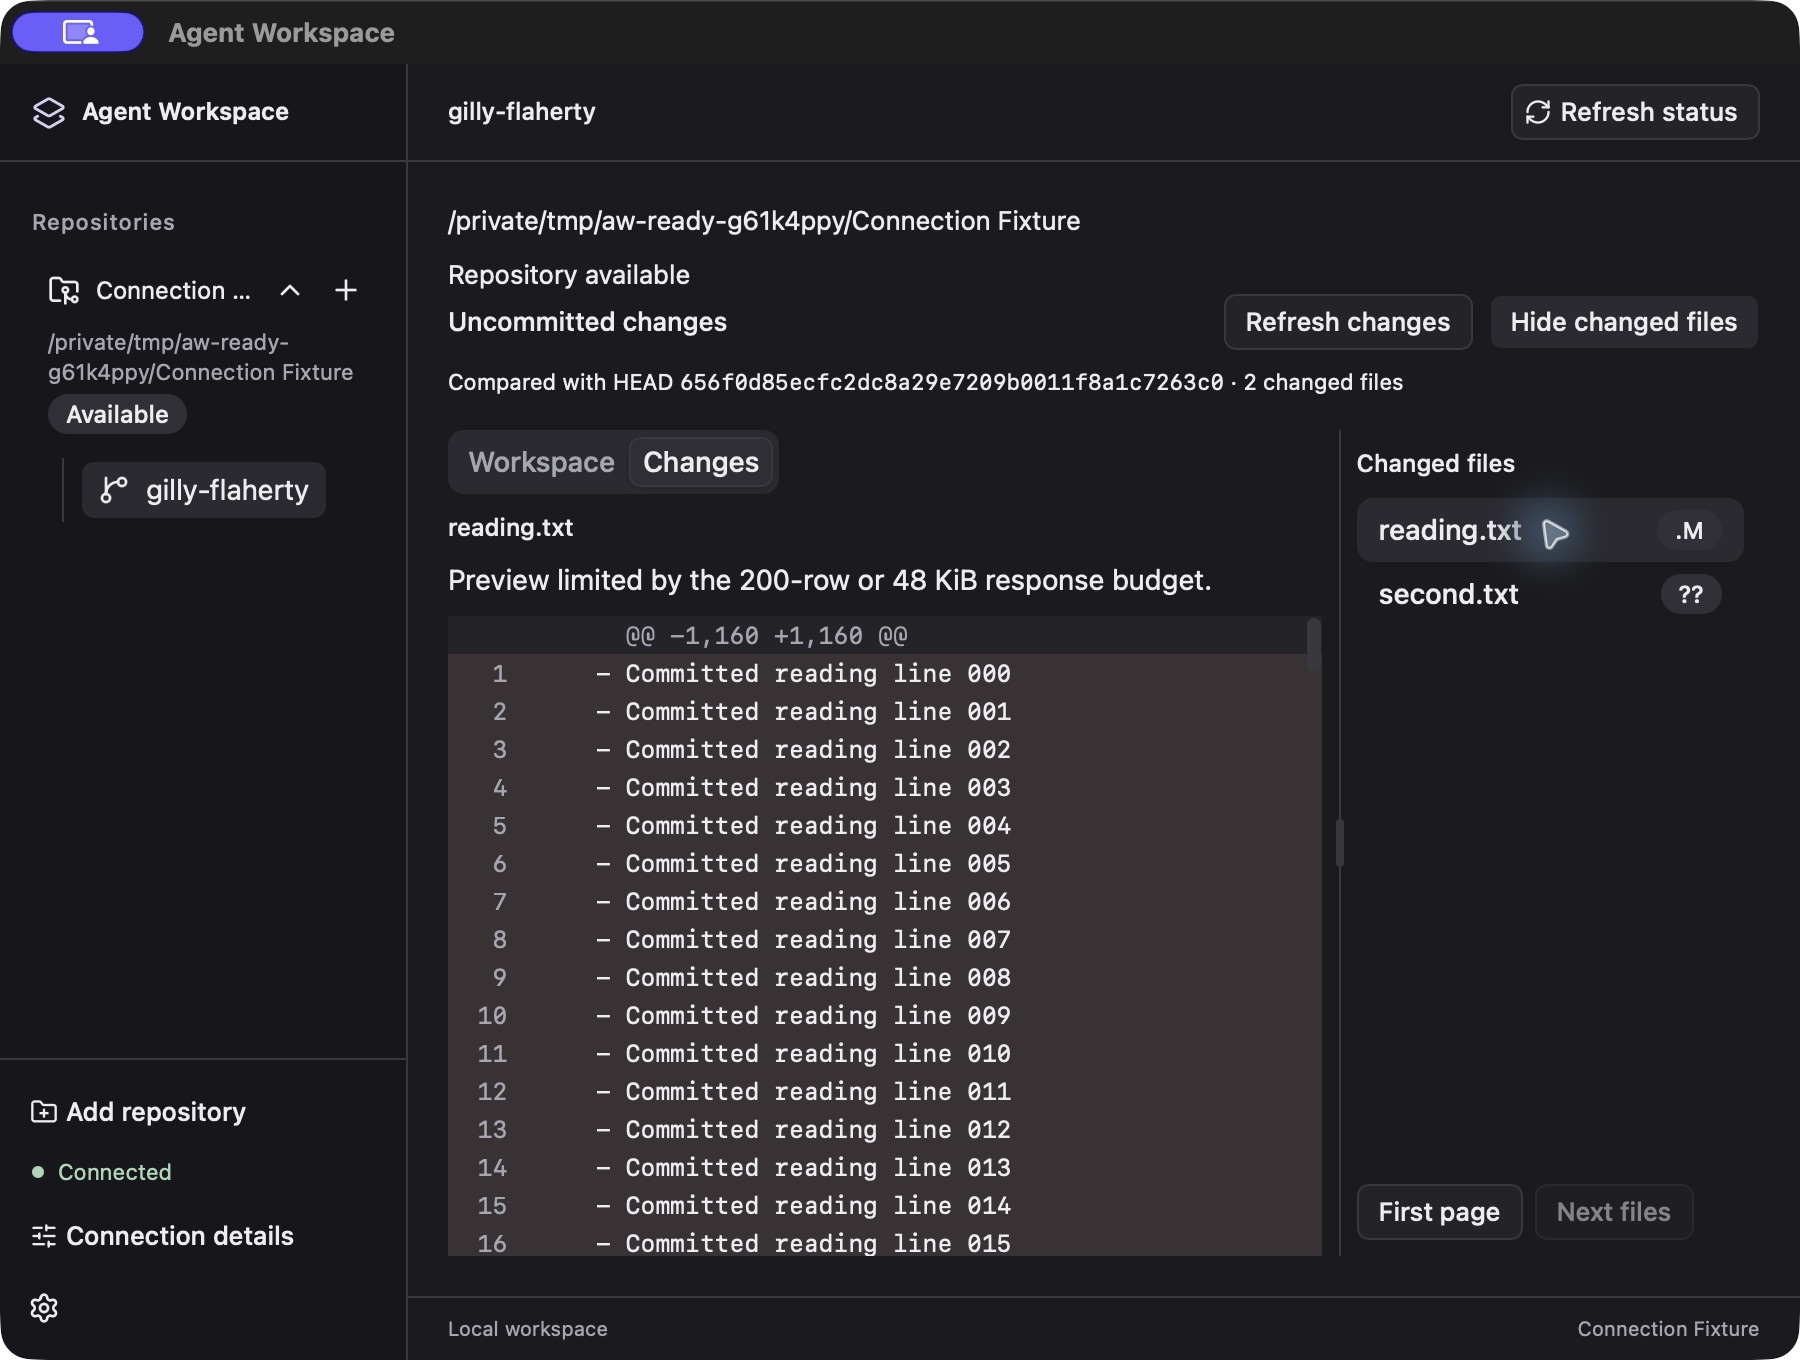 Agent Workspace
Agent Workspace
Repositories
Connection ...
/private/tmp/aw-ready-
g61k4ppy/Connection Fixture
Available
gilly-flaherty
Add repository
Connected
Connection details
gilly-flaherty
Refresh status
/private/tmp/aw-ready-g61k4ppy/Connection Fixture
Repository available
Uncommitted changes
Refresh changes
Hide changed files
Compared with HEAD 656f0d85ecfc2dc8a29e7209b0011f8a1c7263c0 · 2 changed files
Workspace Changes
reading.txt
Preview limited by the 200-row or 48 KiB response budget.
@@ −1,160 +1,160 @@
1 − Committed reading line 000
2 − Committed reading line 001
3 − Committed reading line 002
4 − Committed reading line 003
5 − Committed reading line 004
6 − Committed reading line 005
7 − Committed reading line 006
8 − Committed reading line 007
9 − Committed reading line 008
10 − Committed reading line 009
11 − Committed reading line 010
12 − Committed reading line 011
13 − Committed reading line 012
14 − Committed reading line 013
15 − Committed reading line 014
16 − Committed reading line 015
Changed files
reading.txt .M
second.txt ??
First page
Next files
Local workspace
Connection Fixture